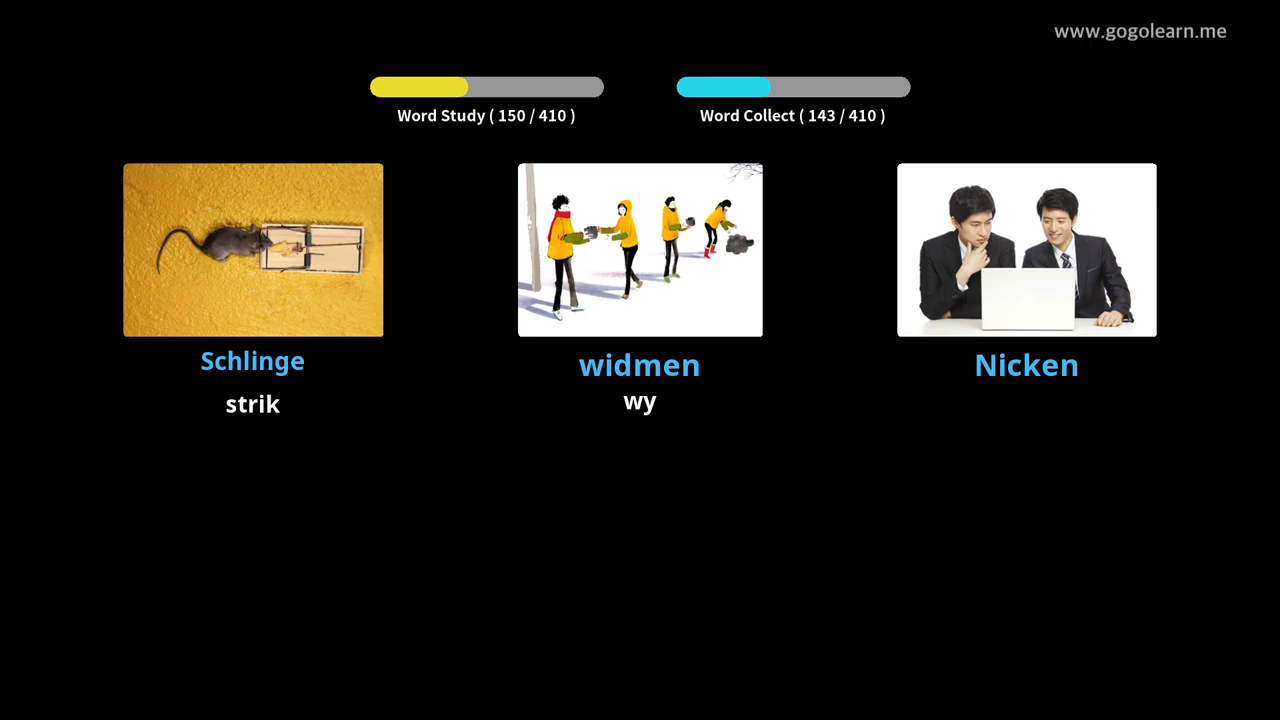 www.gogolearn.me
Word Study ( 150 / 410 )
Word Collect ( 143 / 410 )
Schlinge
strik
widmen
wy
Nicken